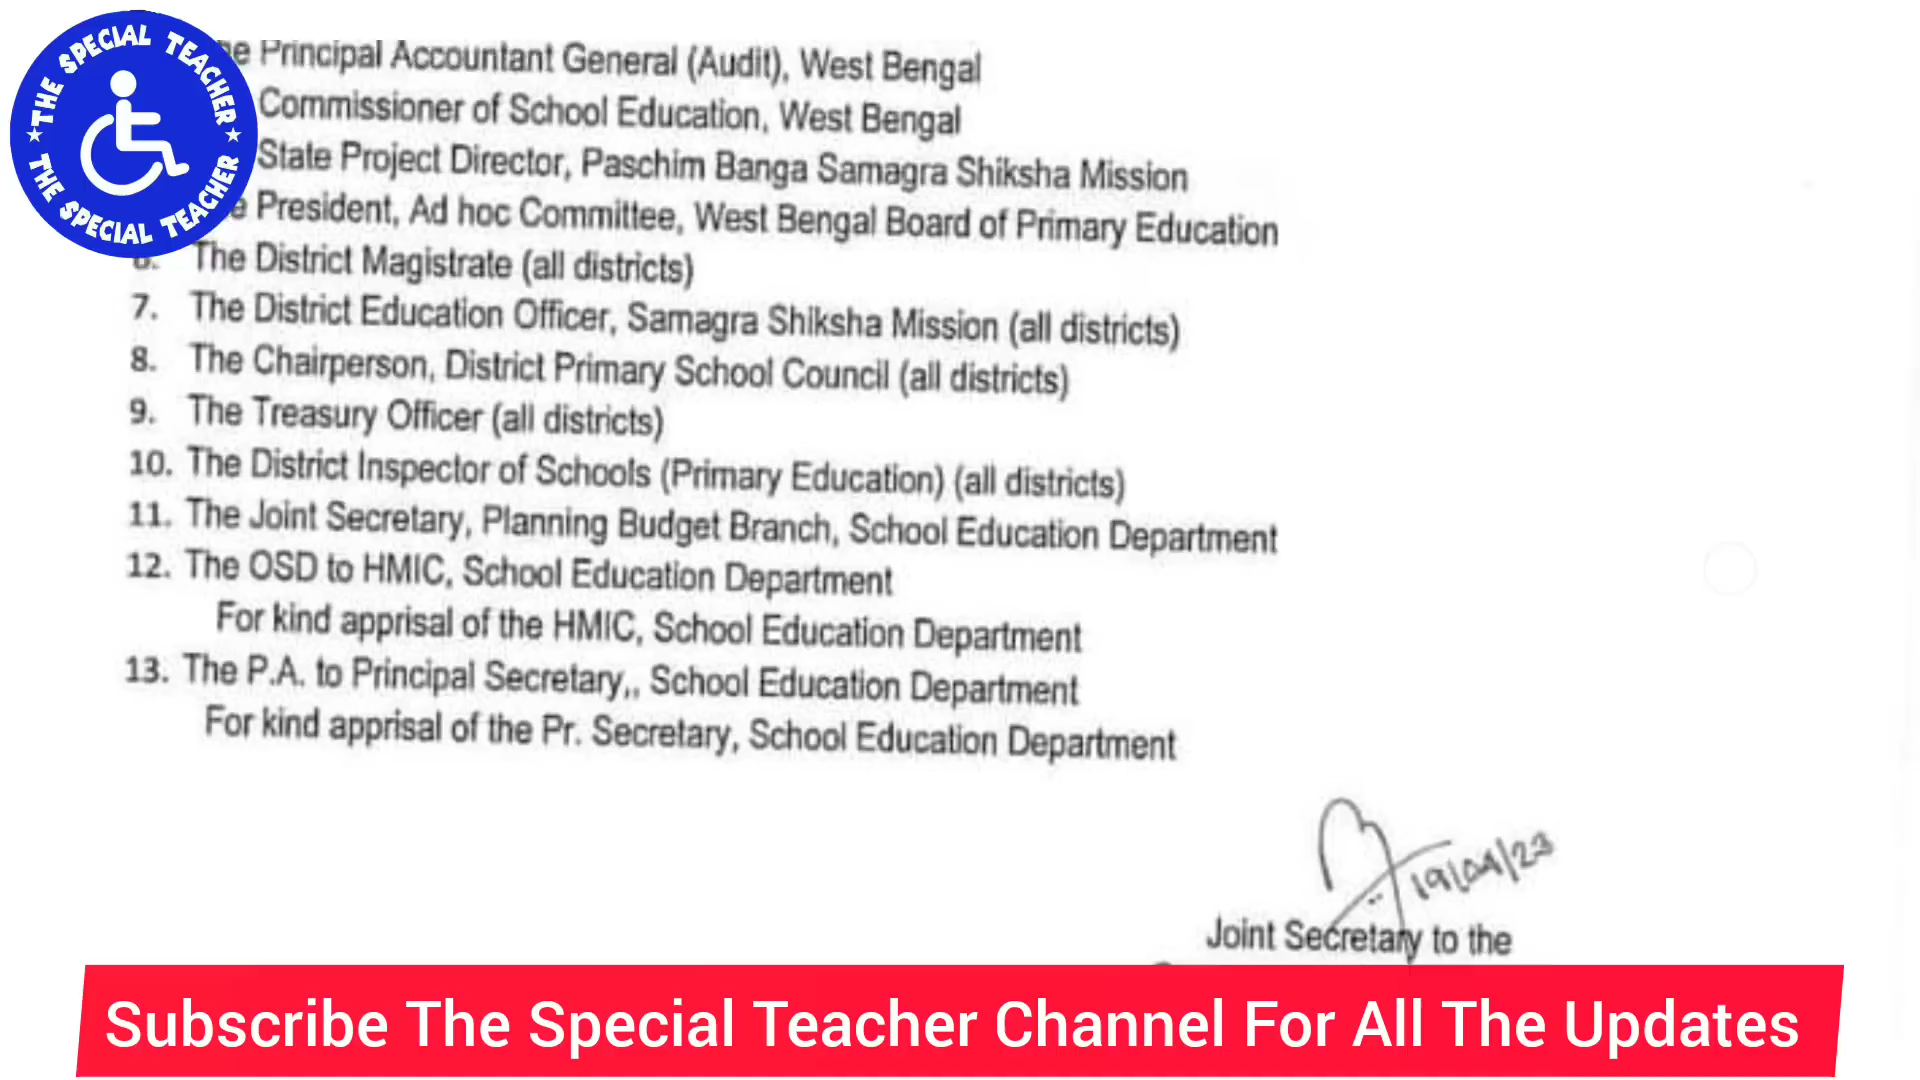 THE SPECIAL TEACHER
THE SPECIAL TEACHER
Principal Accountant General (Audit), West Bengal
Commissioner of School Education, West Bengal
State Project Director, Paschim Banga Samagra Shiksha Mission
President, Ad hoc Committee, West Bengal Board of Primary Education
6. The District Magistrate (all districts)
7. The District Education Officer, Samagra Shiksha Mission (all districts)
8. The Chairperson, District Primary School Council (all districts)
9. The Treasury Officer (all districts)
10. The District Inspector of Schools (Primary Education) (all districts)
11. The Joint Secretary, Planning Budget Branch, School Education Department
12. The OSD to HMIC, School Education Department
For kind apprisal of the HMIC, School Education Department
13. The P.A. to Principal Secretary,, School Education Department
For kind apprisal of the Pr. Secretary, School Education Department
19/04/23
Joint Secretary to the
Subscribe The Special Teacher Channel For All The Updates